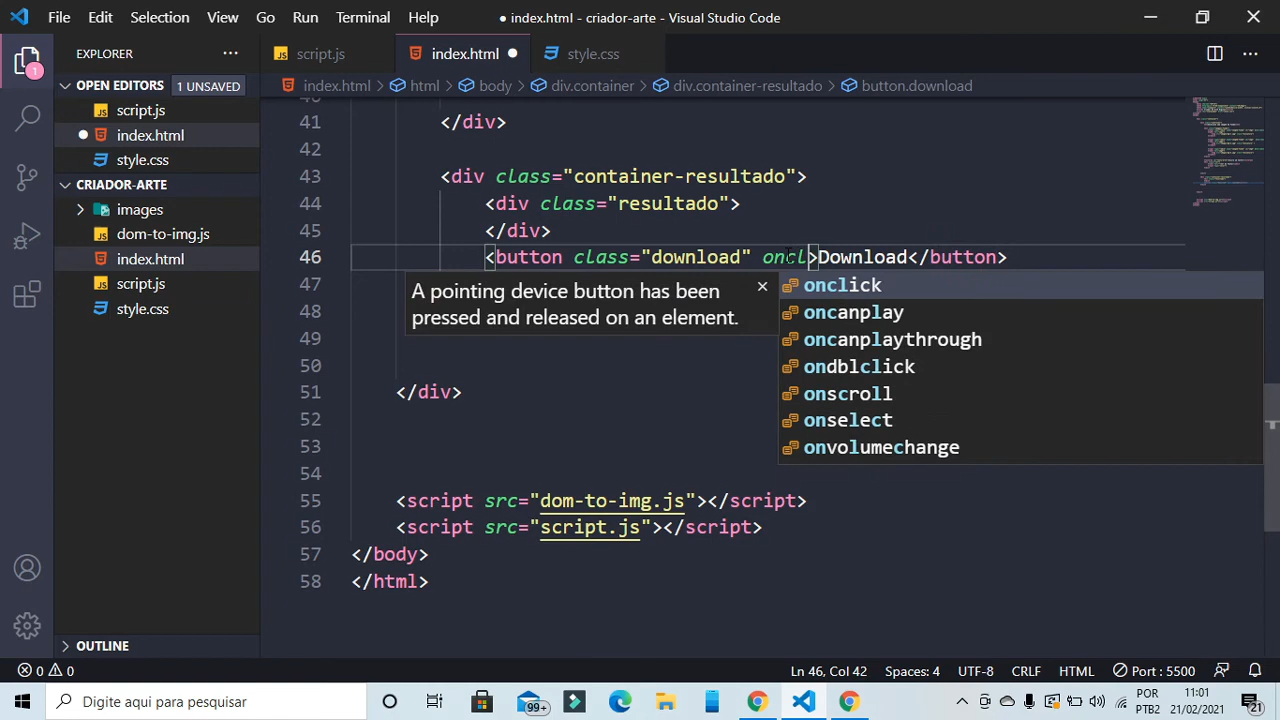 File Edit Selection View Go Run Terminal Help ● index.html - criador-arte - Visual Studio Code
EXPLORER
script.js index.html style.css
OPEN EDITORS 1 UNSAVED
index.html html body div.container div.container-resultado button.download
script.js
index.html
style.css
CRIADOR-ARTE
images
dom-to-img.js
index.html
script.js
style.css
OUTLINE
41 </div>
42
43 <div class="container-resultado">
44 <div class="resultado">
45 </div>
46 <button class="download" oncl>Download</button>
47
48
49
50
51 </div>
52
53
54
55 <script src="dom-to-img.js"></script>
56 <script src="script.js"></script>
57 </body>
58 </html>
A pointing device button has been
pressed and released on an element.
onclick
oncanplay
oncanplaythrough
ondblclick
onscroll
onselect
onvolumechange
1
0 0 Ln 46, Col 42 Spaces: 4 UTF-8 CRLF HTML Port : 5500
Digite aqui para pesquisar
99+
POR
PTB2
11:01
21/02/2021
21